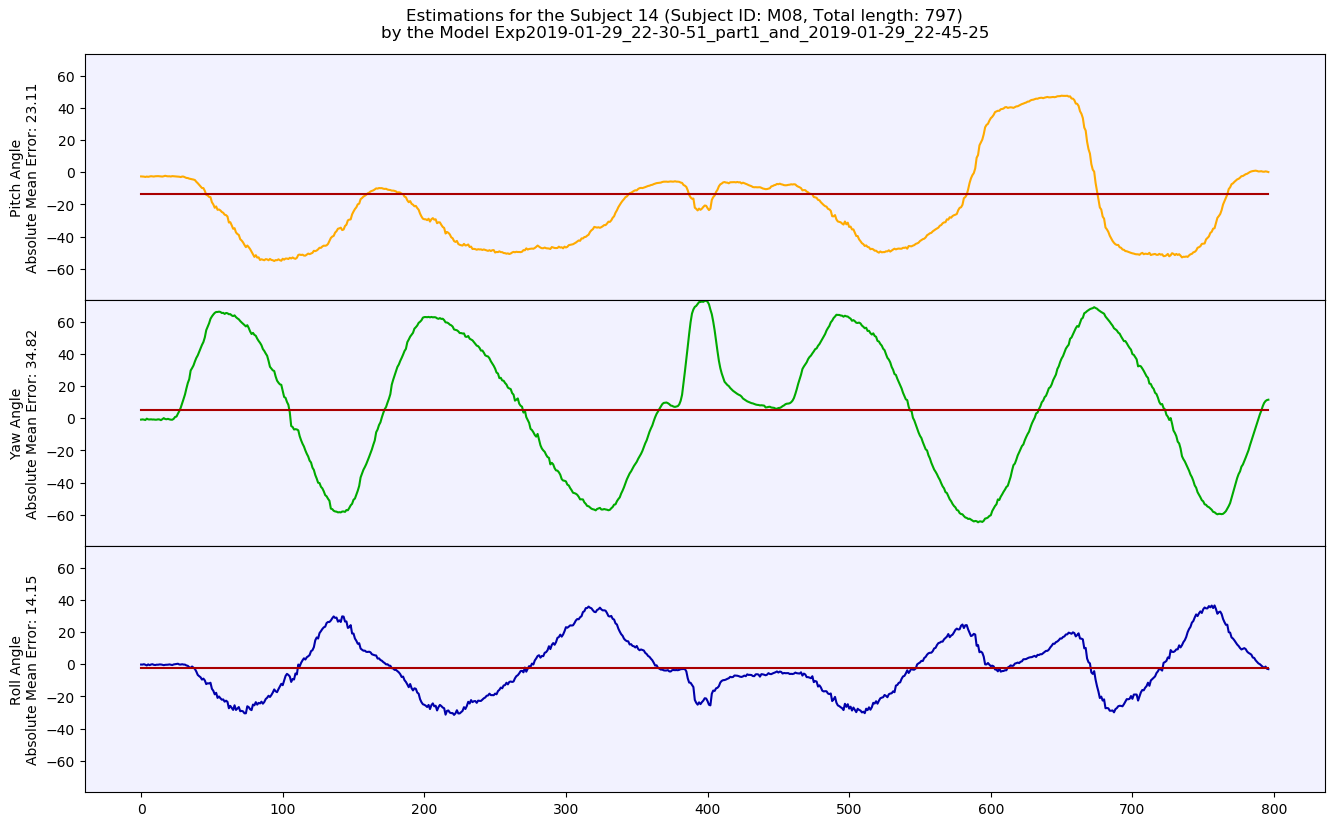 Estimations for the Subject 14 (Subject ID: M08, Total length: 797)
by the Model Exp2019-01-29_22-30-51_part1_and_2019-01-29_22-45-25
Pitch Angle
Absolute Mean Error: 23.11
60
40
20
0
−20
−40
−60
Yaw Angle
Absolute Mean Error: 34.82
60
40
20
0
−20
−40
−60
Roll Angle
Absolute Mean Error: 14.15
60
40
20
0
−20
−40
−60
0 100 200 300 400 500 600 700 800